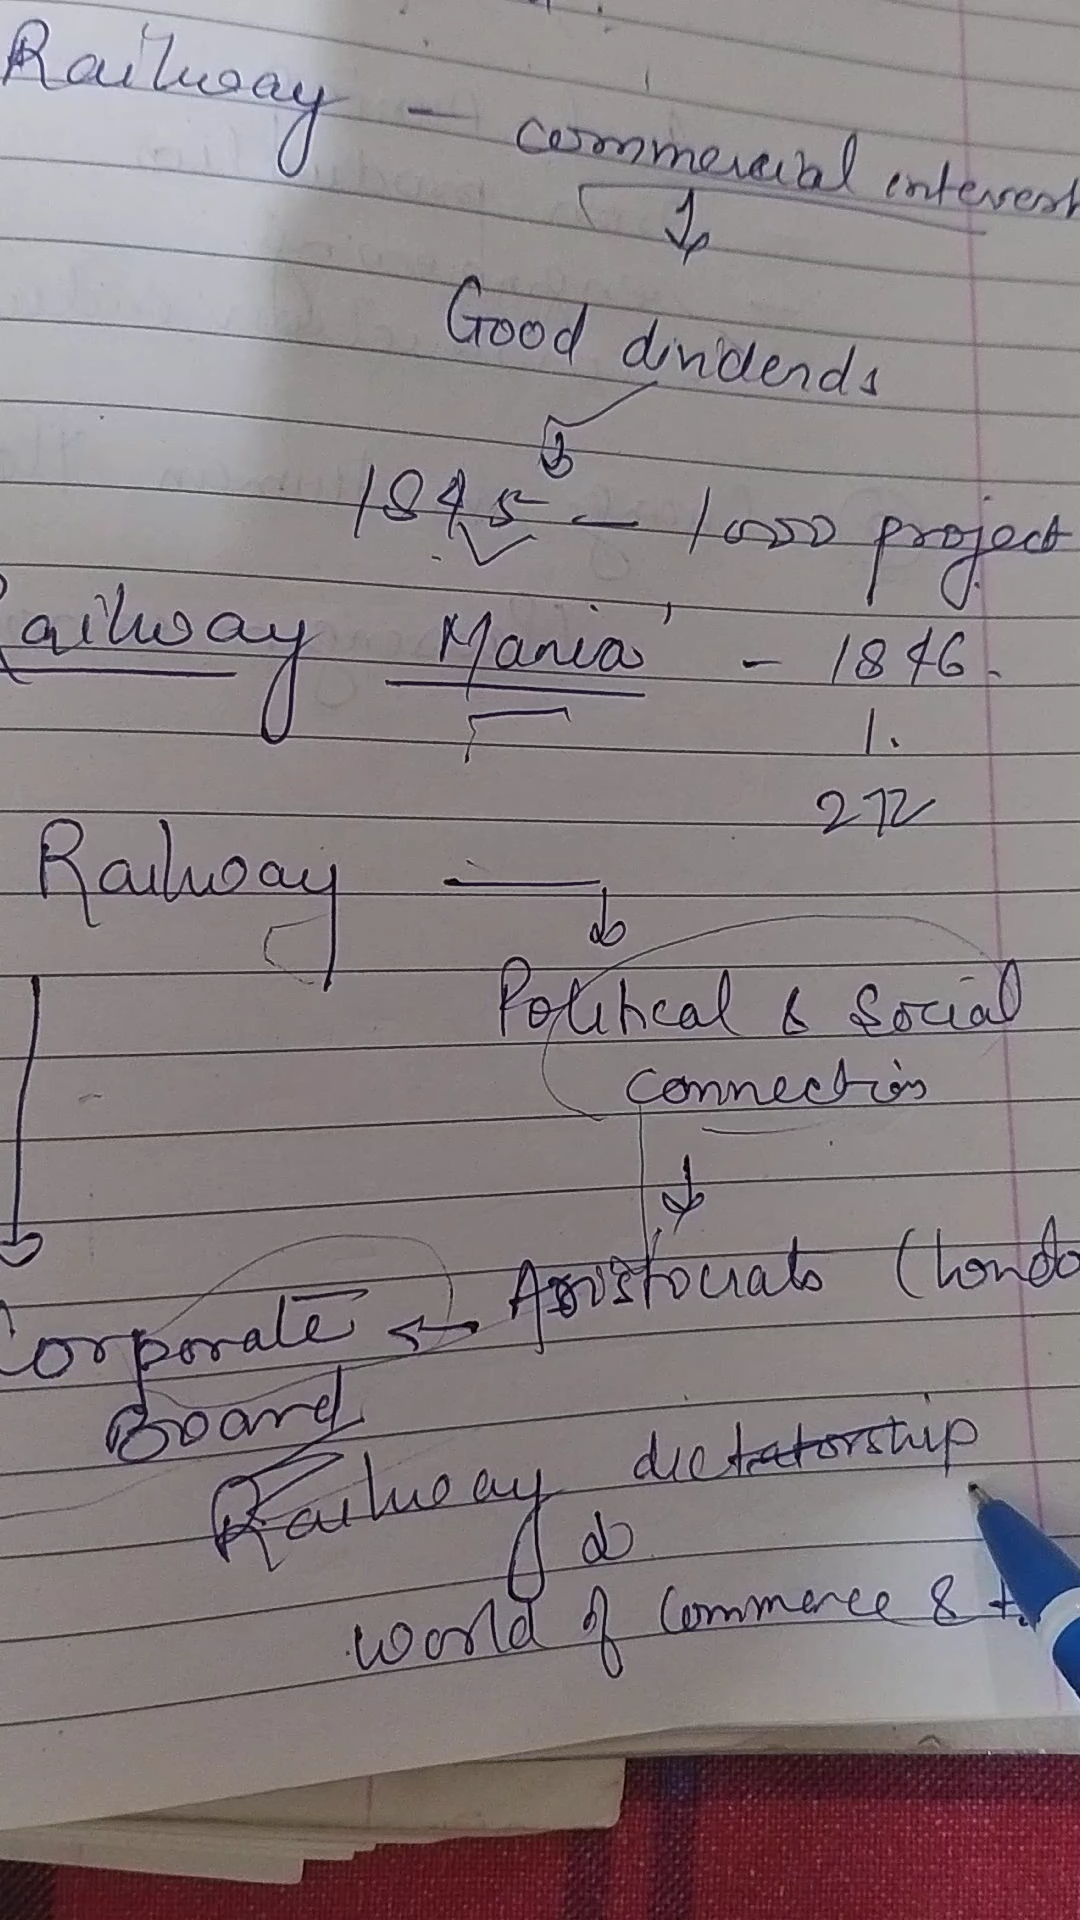 Railway - commercial interest
Good dividends
1845 - 1000 project
Railway Mania' - 1846.
1.
272
Railway
Political & Social
connection
Corporate ← Aristocrats (Londo
Board
Railway dictatorship
world of commerce &